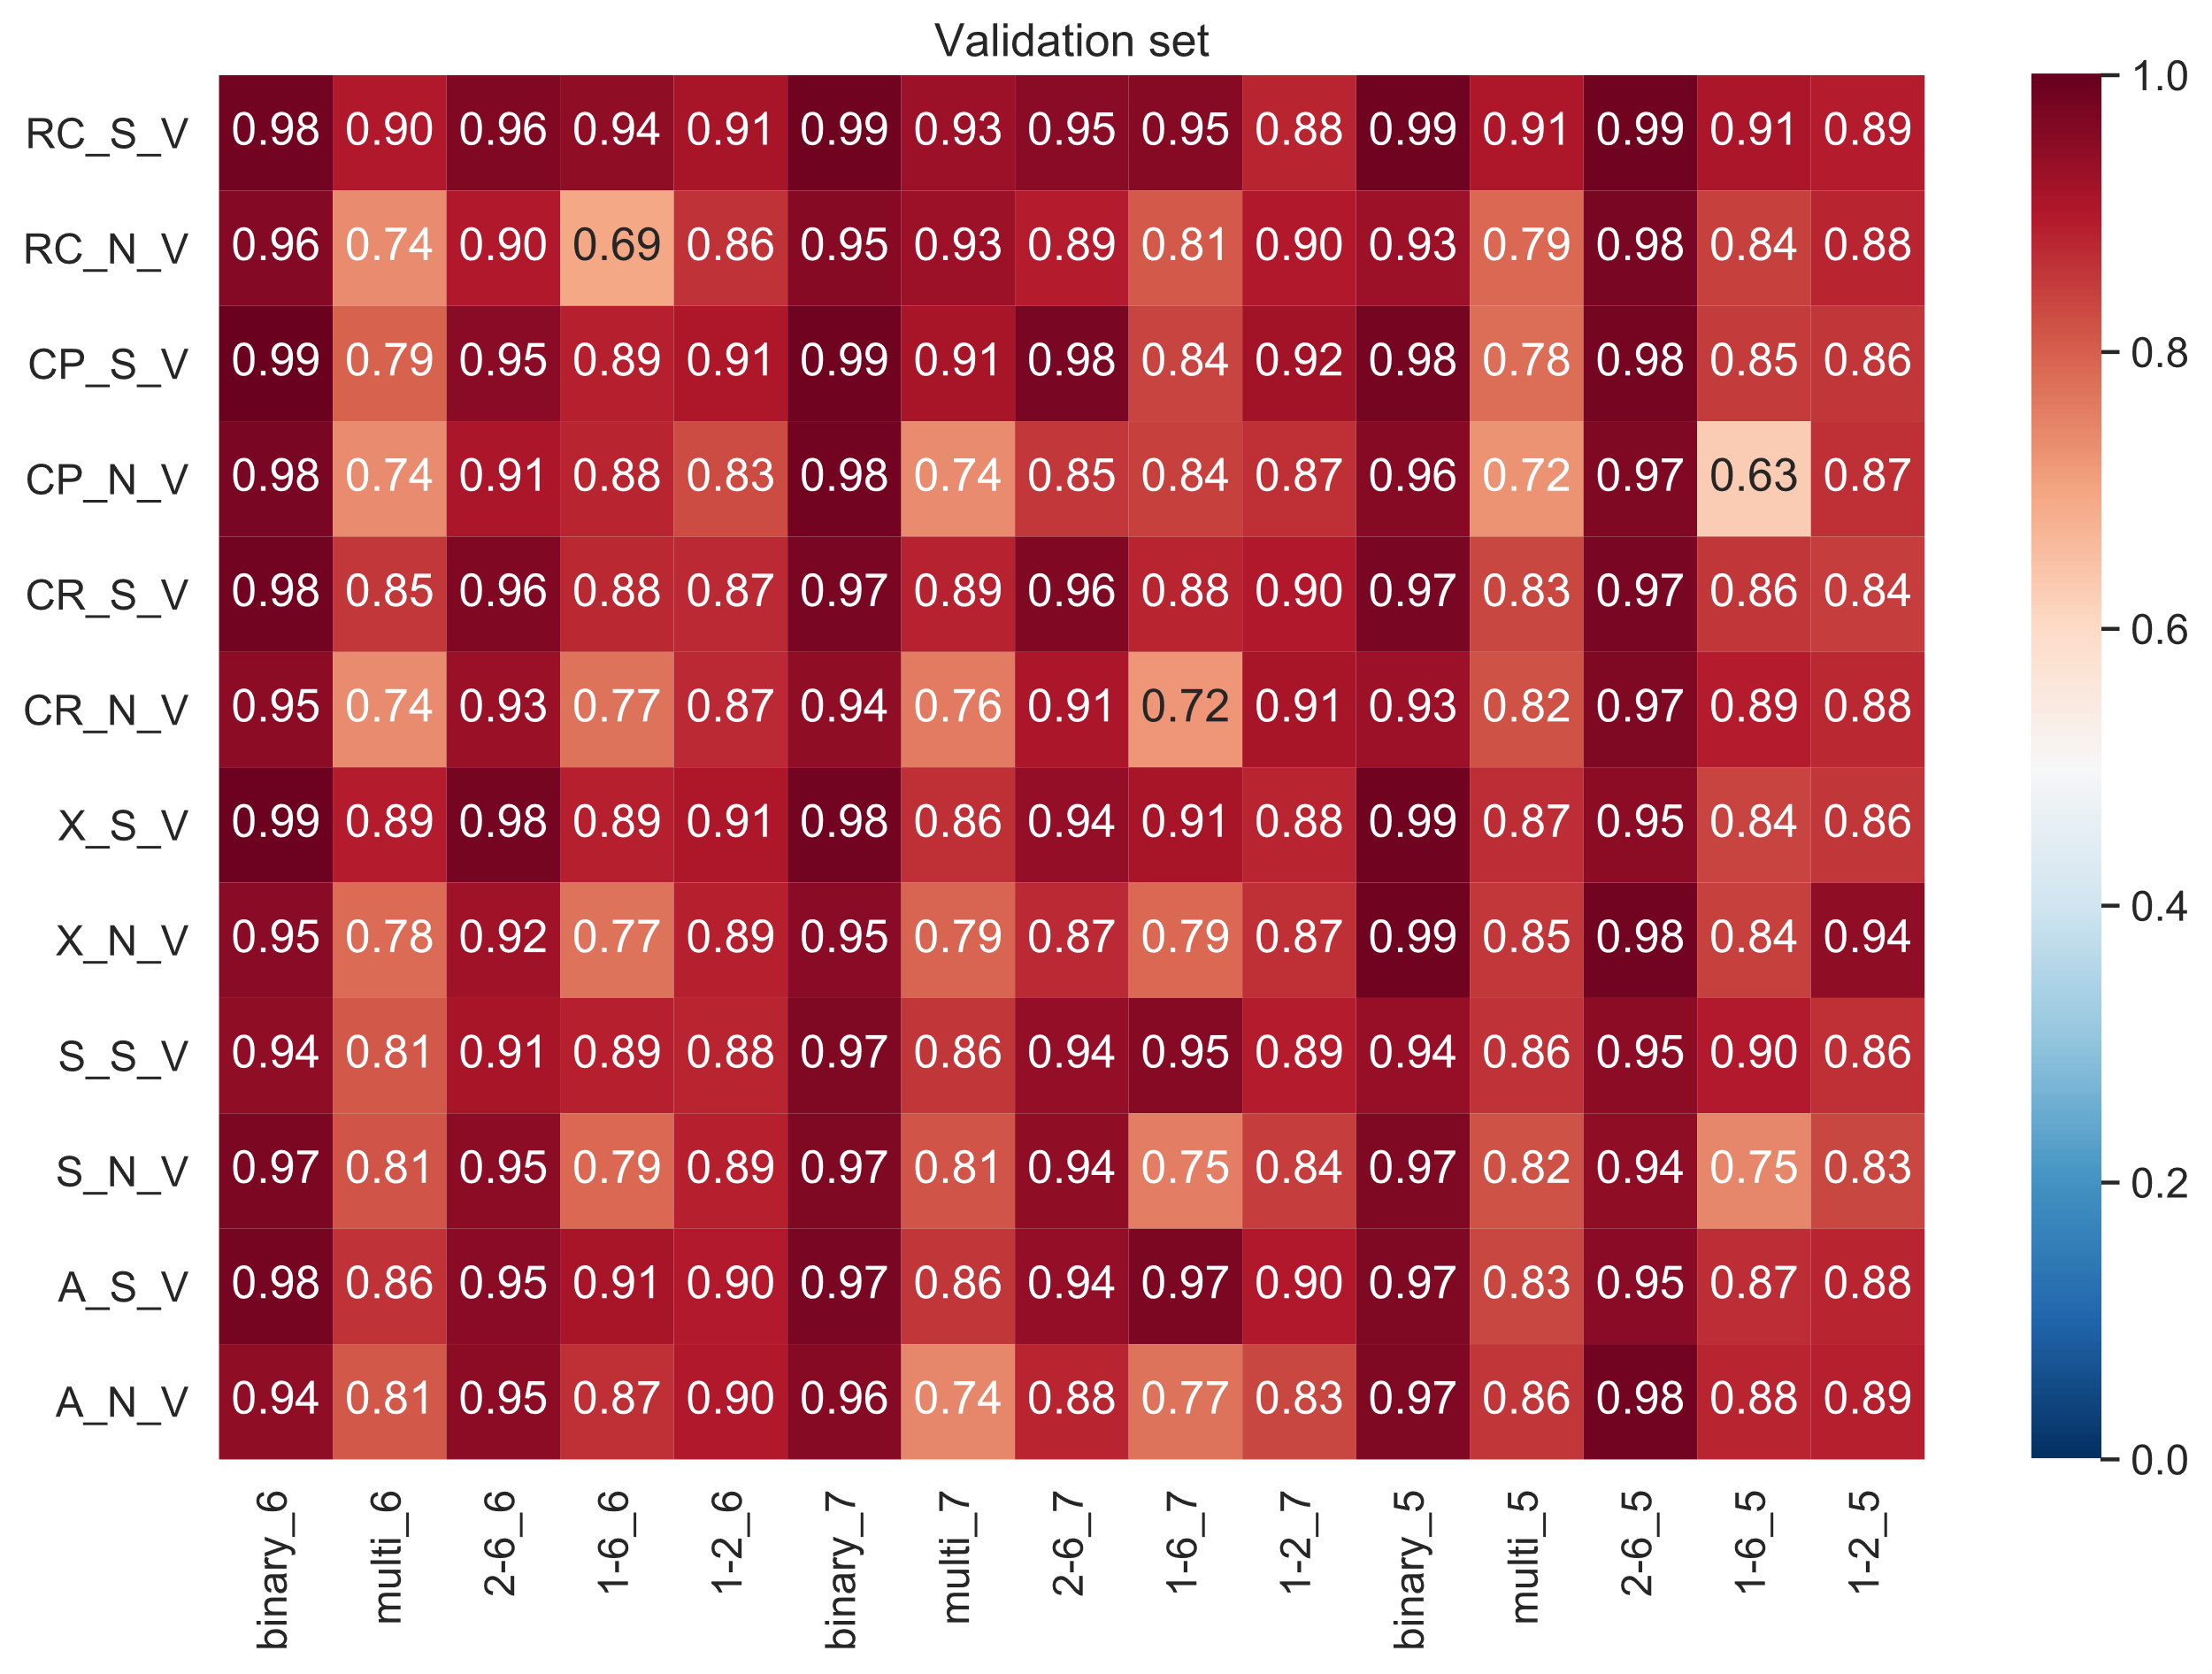 Validation set
RC_S_V 0.98 0.90 0.96 0.94 0.91 0.99 0.93 0.95 0.95 0.88 0.99 0.91 0.99 0.91 0.89
RC_N_V 0.96 0.74 0.90 0.69 0.86 0.95 0.93 0.89 0.81 0.90 0.93 0.79 0.98 0.84 0.88
CP_S_V 0.99 0.79 0.95 0.89 0.91 0.99 0.91 0.98 0.84 0.92 0.98 0.78 0.98 0.85 0.86
CP_N_V 0.98 0.74 0.91 0.88 0.83 0.98 0.74 0.85 0.84 0.87 0.96 0.72 0.97 0.63 0.87
CR_S_V 0.98 0.85 0.96 0.88 0.87 0.97 0.89 0.96 0.88 0.90 0.97 0.83 0.97 0.86 0.84
CR_N_V 0.95 0.74 0.93 0.77 0.87 0.94 0.76 0.91 0.72 0.91 0.93 0.82 0.97 0.89 0.88
X_S_V 0.99 0.89 0.98 0.89 0.91 0.98 0.86 0.94 0.91 0.88 0.99 0.87 0.95 0.84 0.86
X_N_V 0.95 0.78 0.92 0.77 0.89 0.95 0.79 0.87 0.79 0.87 0.99 0.85 0.98 0.84 0.94
S_S_V 0.94 0.81 0.91 0.89 0.88 0.97 0.86 0.94 0.95 0.89 0.94 0.86 0.95 0.90 0.86
S_N_V 0.97 0.81 0.95 0.79 0.89 0.97 0.81 0.94 0.75 0.84 0.97 0.82 0.94 0.75 0.83
A_S_V 0.98 0.86 0.95 0.91 0.90 0.97 0.86 0.94 0.97 0.90 0.97 0.83 0.95 0.87 0.88
A_N_V 0.94 0.81 0.95 0.87 0.90 0.96 0.74 0.88 0.77 0.83 0.97 0.86 0.98 0.88 0.89
binary_6 multi_6 2-6_6 1-6_6 1-2_6 binary_7 multi_7 2-6_7 1-6_7 1-2_7 binary_5 multi_5 2-6_5 1-6_5 1-2_5
1.0
0.8
0.6
0.4
0.2
0.0